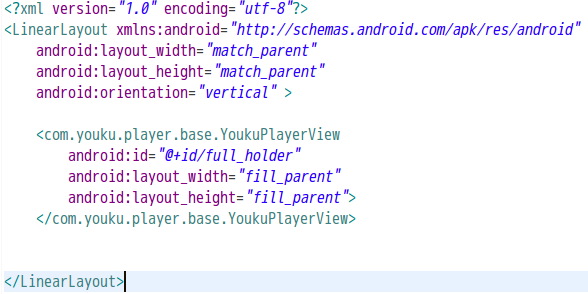 <?xml version="1.0" encoding="utf-8"?>
<LinearLayout xmlns:android="http://schemas.android.com/apk/res/android"
    android:layout_width="match_parent"
    android:layout_height="match_parent"
    android:orientation="vertical" >
    <com.youku.player.base.YoukuPlayerView
        android:id="@+id/full_holder"
        android:layout_width="fill_parent"
        android:layout_height="fill_parent">
    </com.youku.player.base.YoukuPlayerView>
</LinearLayout>